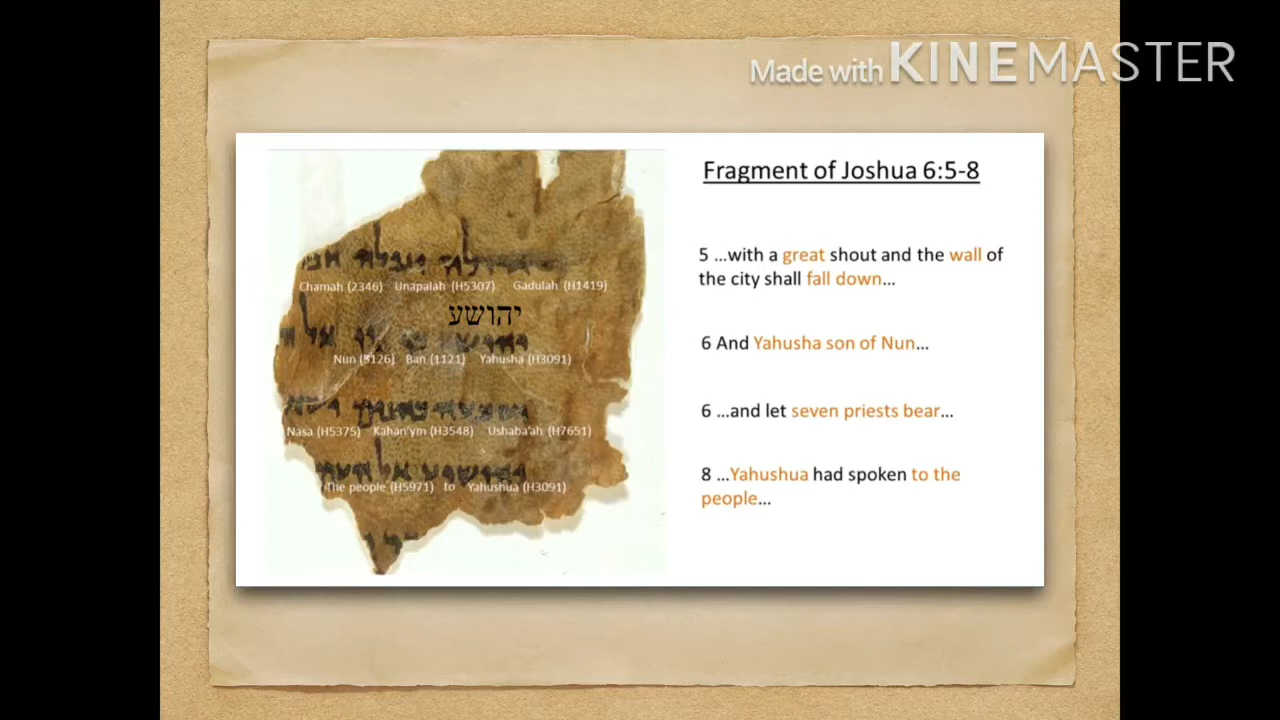 Made with KINEMASTER
Fragment of Joshua 6:5-8
Chamah (2346) Unapalah (H5307) Gadulah (H1419)
יהושע
Nun (5126) Ban (1121) Yahusha (H3091)
Nasa (H5375) Kahan'ym (H3548) Ushaba'ah (H7651)
The people (H5971) to Yahushua (H3091)
5 ...with a great shout and the wall of
the city shall fall down...
6 And Yahusha son of Nun...
6 ...and let seven priests bear...
8 ...Yahushua had spoken to the
people...